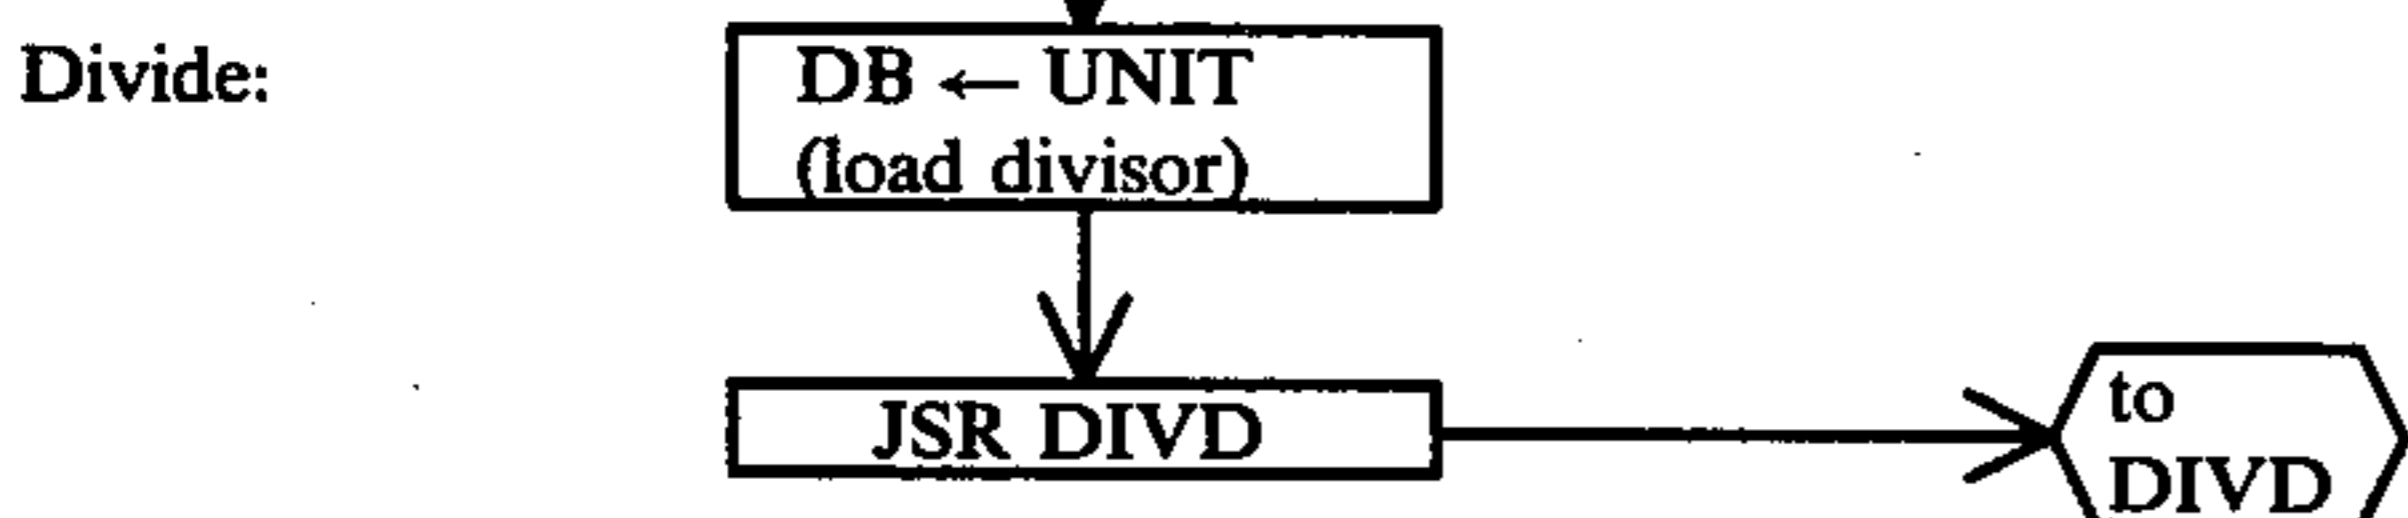 Divide:
DB ← UNIT
(load divisor)
JSR DIVD
to
DIVD